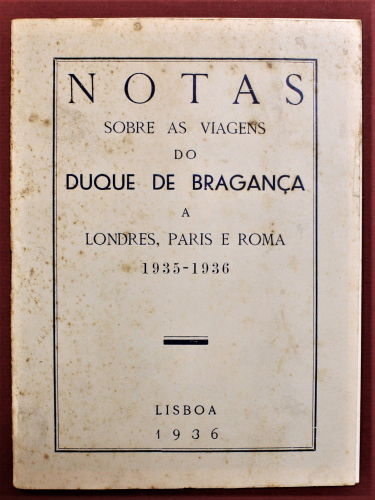 NOTAS
SOBRE AS VIAGENS
DO
DUQUE DE BRAGANÇA
A
LONDRES, PARIS E ROMA
1935-1936
LISBOA
1936